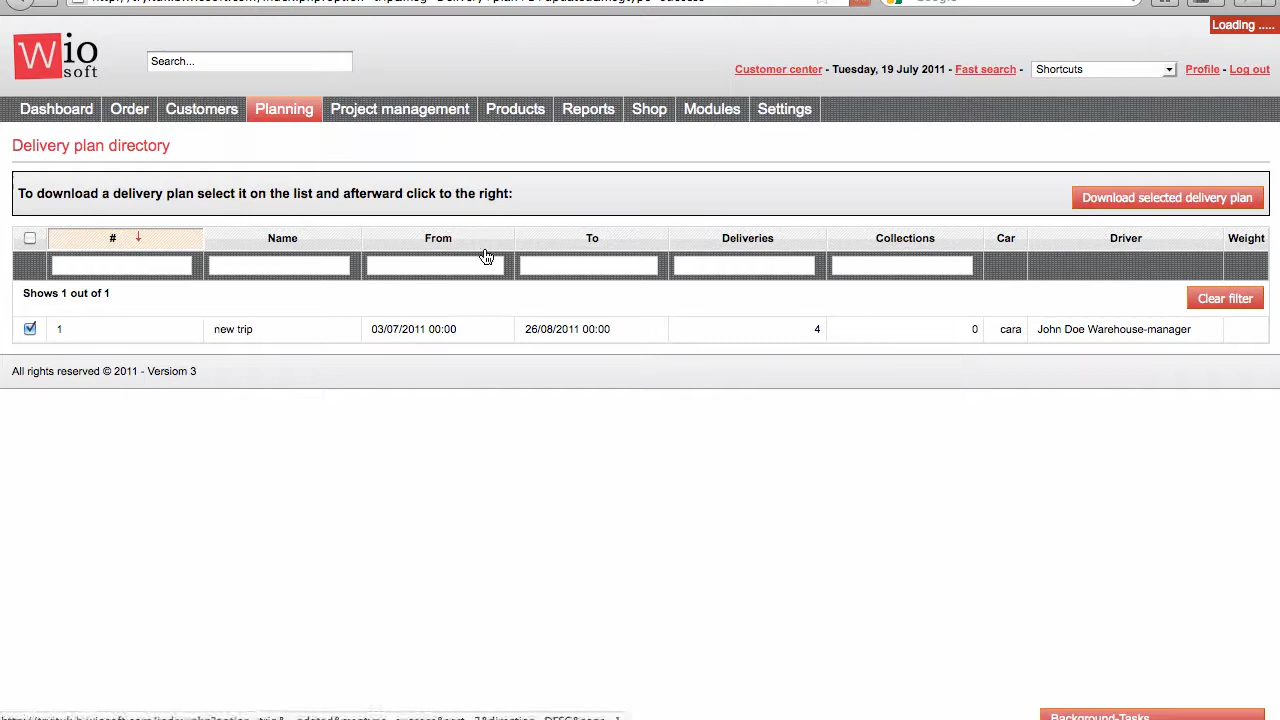 Loading .....
Wio
soft
Search...
Customer center - Tuesday, 19 July 2011 - Fast search - Shortcuts Profile - Log out
Dashboard Order Customers Planning Project management Products Reports Shop Modules Settings
Delivery plan directory
To download a delivery plan select it on the list and afterward click to the right:
Download selected delivery plan
# Name From To Deliveries Collections Car Driver Weight
Shows 1 out of 1
Clear filter
1 new trip 03/07/2011 00:00 26/08/2011 00:00 4 0 cara John Doe Warehouse-manager
All rights reserved © 2011 - Versiom 3
Background-Tasks